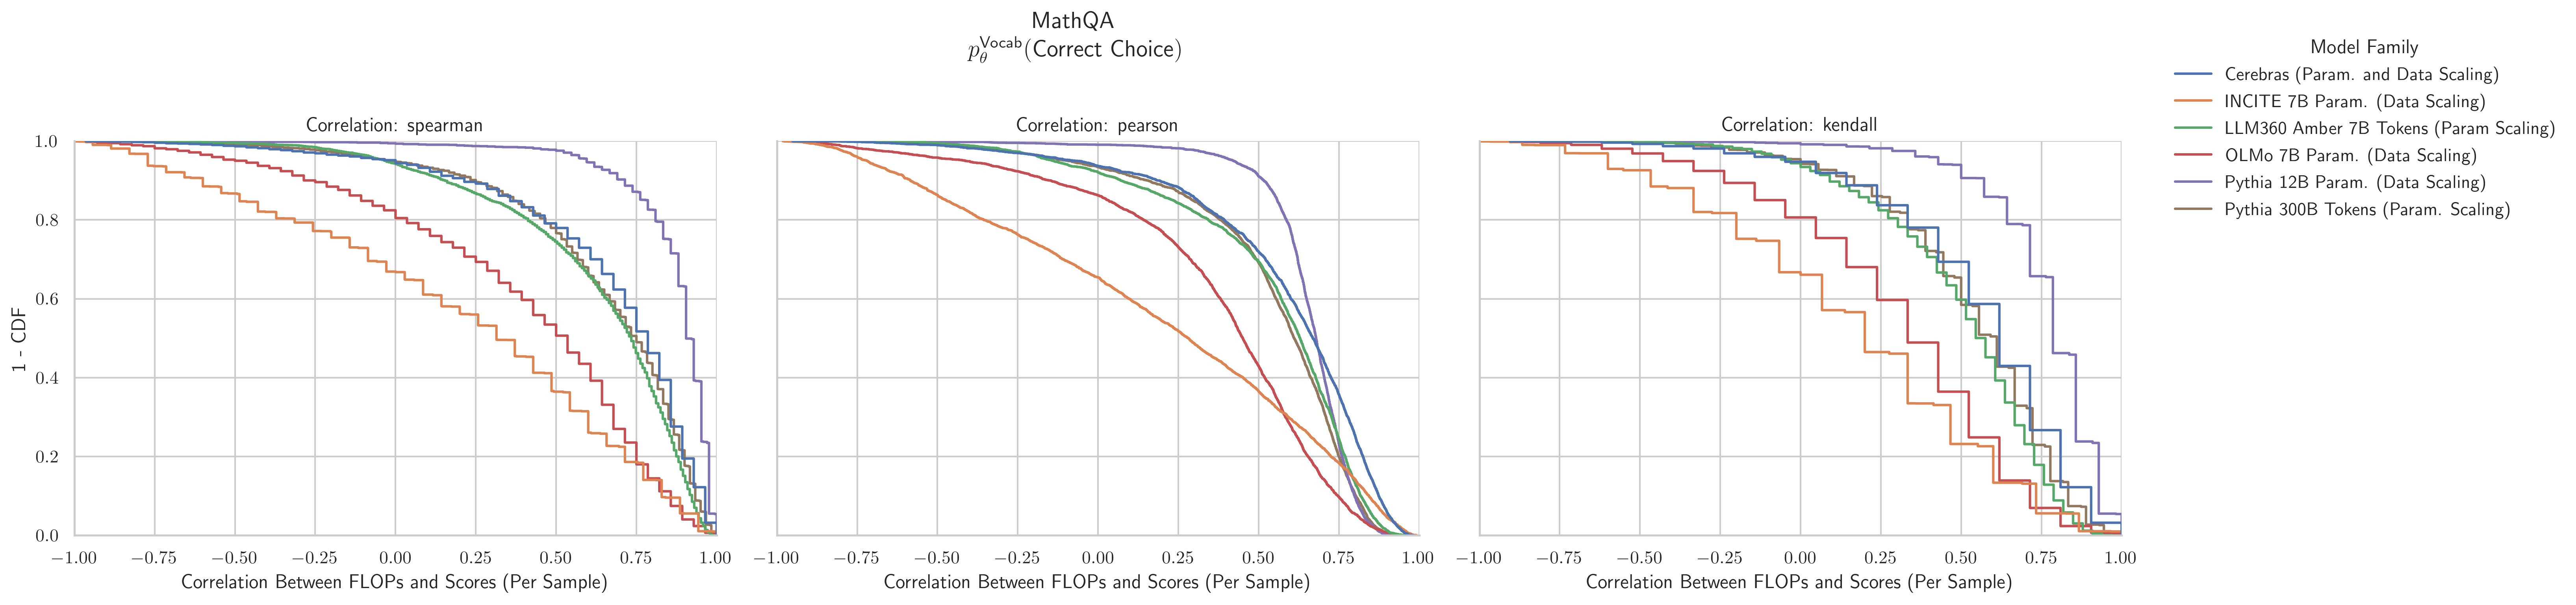 MathQA
p_θ^Vocab(Correct Choice)
Model Family
Cerebras (Param. and Data Scaling)
INCITE 7B Param. (Data Scaling)
LLM360 Amber 7B Tokens (Param Scaling)
OLMo 7B Param. (Data Scaling)
Pythia 12B Param. (Data Scaling)
Pythia 300B Tokens (Param. Scaling)
Correlation: spearman
Correlation: pearson
Correlation: kendall
1 - CDF
1.0
0.8
0.6
0.4
0.2
0.0
−1.00 −0.75 −0.50 −0.25 0.00 0.25 0.50 0.75 1.00
−1.00 −0.75 −0.50 −0.25 0.00 0.25 0.50 0.75 1.00
−1.00 −0.75 −0.50 −0.25 0.00 0.25 0.50 0.75 1.00
Correlation Between FLOPs and Scores (Per Sample)
Correlation Between FLOPs and Scores (Per Sample)
Correlation Between FLOPs and Scores (Per Sample)